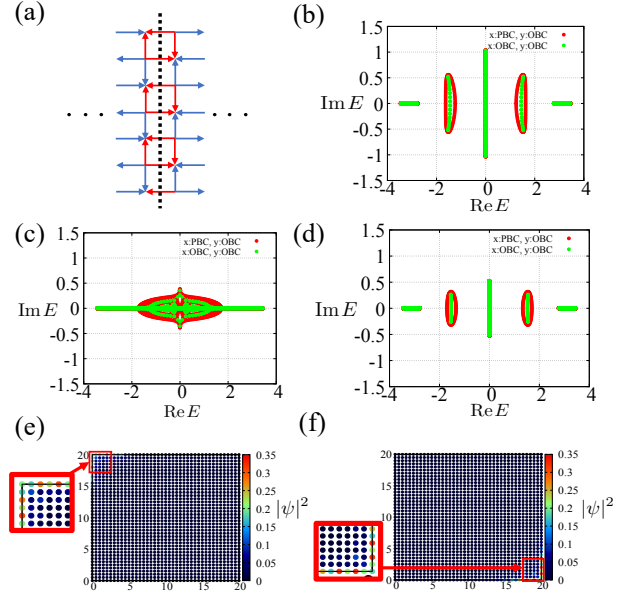 (a)
(b)
x:PBC, y:OBC
x:OBC, y:OBC
1.5
1
0.5
Im E 0
-0.5
-1
-1.5
-4 -2 0 2 4
Re E
(c)
x:PBC, y:OBC
x:OBC, y:OBC
1.5
1
0.5
Im E 0
-0.5
-1
-1.5
-4 -2 0 2 4
Re E
(d)
x:PBC, y:OBC
x:OBC, y:OBC
1.5
1
0.5
Im E 0
-0.5
-1
-1.5
-4 -2 0 2 4
Re E
(e)
20
15
10
5
0
0 5 10 15 20
0.35
0.3
0.25
0.2
0.15
0.1
0.05
0
|ψ|²
(f)
20
15
10
5
0
0 5 10 15 20
0.35
0.3
0.25
0.2
0.15
0.1
0.05
0
|ψ|²